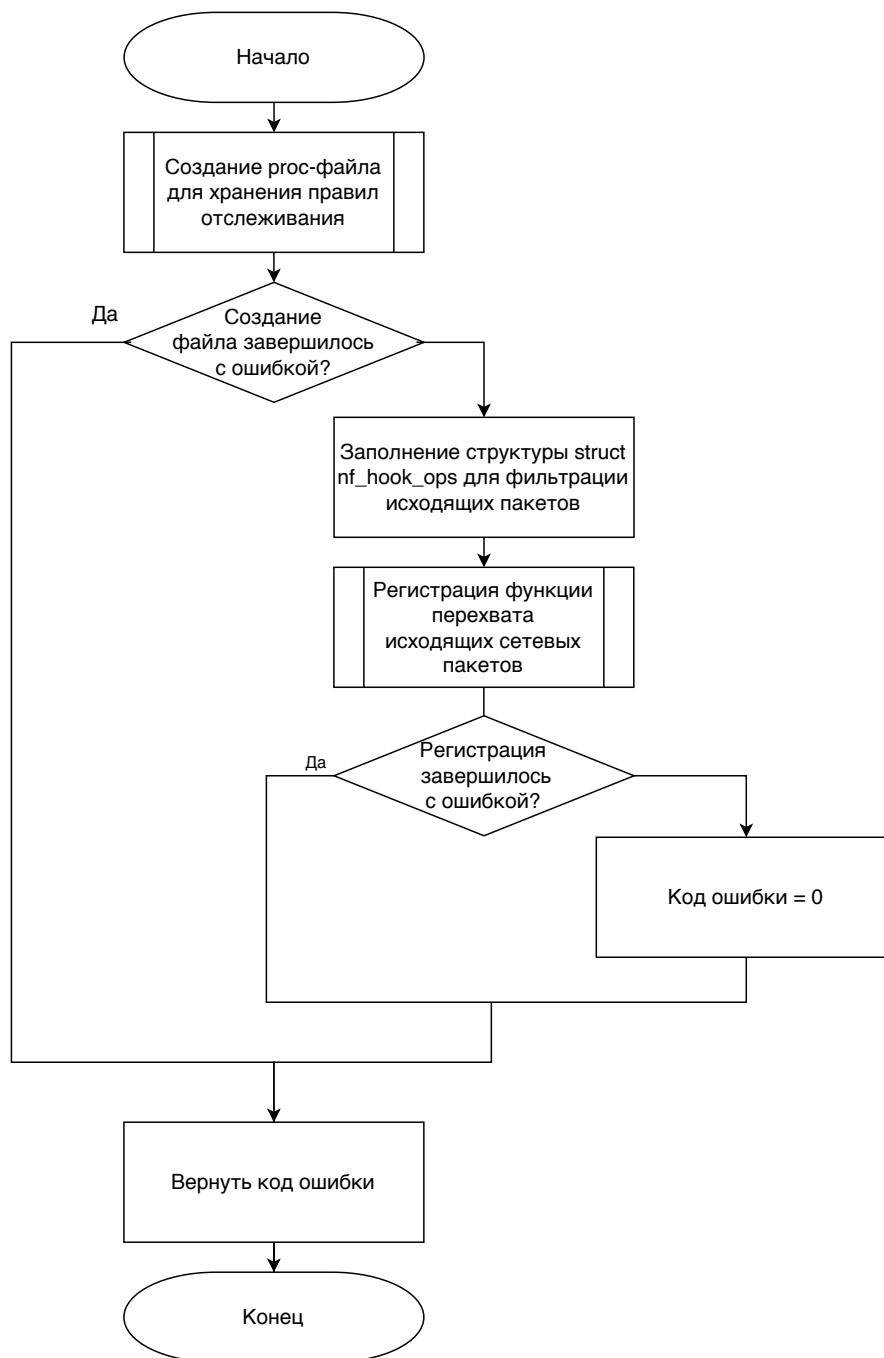 Начало
Создание proc-файла
для хранения правил
отслеживания
Да
Создание
файла завершилось
с ошибкой?
Заполнение структуры struct
nf_hook_ops для фильтрации
исходящих пакетов
Регистрация функции
перехвата
исходящих сетевых
пакетов
Да
Регистрация
завершилось
с ошибкой?
Код ошибки = 0
Вернуть код ошибки
Конец